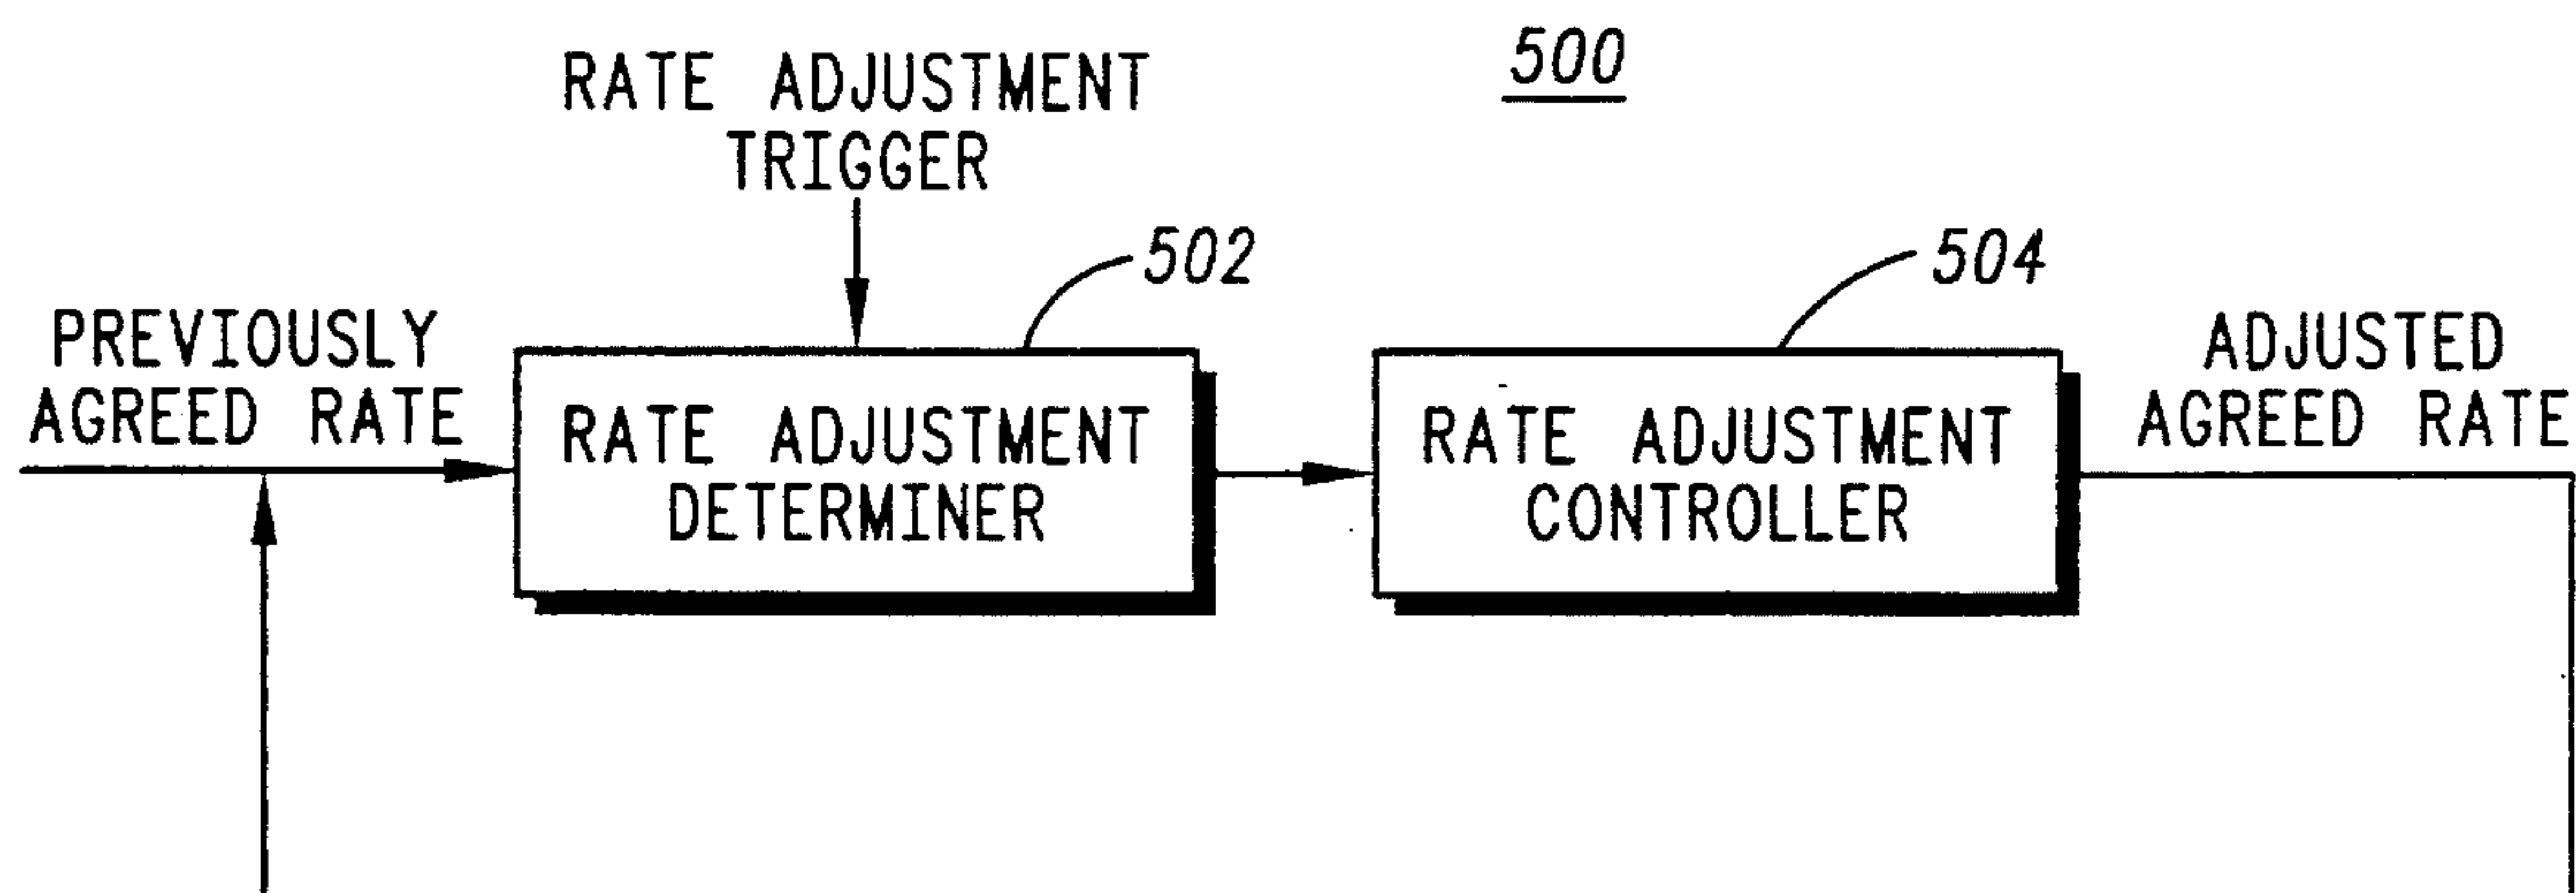 500
RATE ADJUSTMENT
TRIGGER
502
504
PREVIOUSLY
AGREED RATE
RATE ADJUSTMENT
DETERMINER
RATE ADJUSTMENT
CONTROLLER
ADJUSTED
AGREED RATE